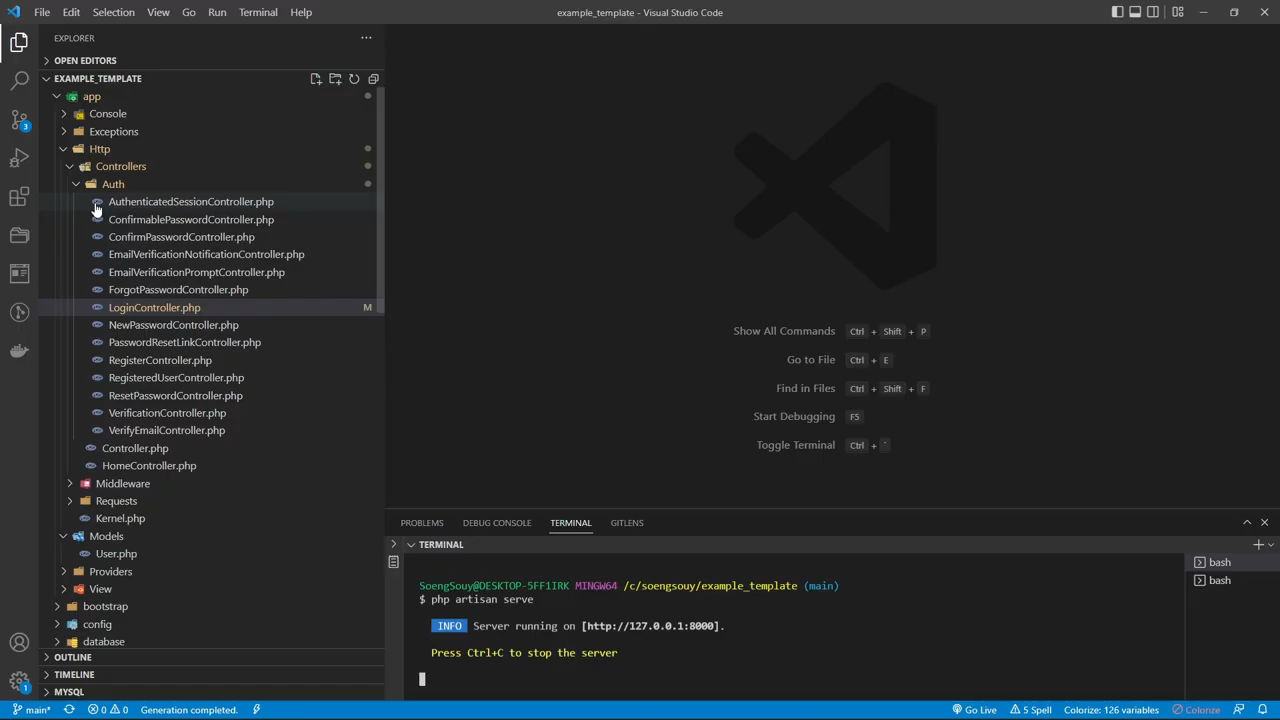 File Edit Selection View Go Run Terminal Help
example_template - Visual Studio Code
EXPLORER
OPEN EDITORS
EXAMPLE_TEMPLATE
app
Console
Exceptions
Http
Controllers
Auth
AuthenticatedSessionController.php
ConfirmablePasswordController.php
ConfirmPasswordController.php
EmailVerificationNotificationController.php
EmailVerificationPromptController.php
ForgotPasswordController.php
LoginController.php M
NewPasswordController.php
PasswordResetLinkController.php
RegisterController.php
RegisteredUserController.php
ResetPasswordController.php
VerificationController.php
VerifyEmailController.php
Controller.php
HomeController.php
Middleware
Requests
Kernel.php
Models
User.php
Providers
View
bootstrap
config
database
OUTLINE
TIMELINE
MYSQL
3
1
Show All Commands Ctrl + Shift + P
Go to File Ctrl + E
Find in Files Ctrl + Shift + F
Start Debugging F5
Toggle Terminal Ctrl + `
PROBLEMS DEBUG CONSOLE TERMINAL GITLENS
TERMINAL
SoengSouy@DESKTOP-5FF1IRK MINGW64 /c/soengsouy/example_template (main)
$ php artisan serve
INFO Server running on [http://127.0.0.1:8000].
Press Ctrl+C to stop the server
bash
bash
main* 0 0 Generation completed. Go Live 5 Spell Colorize: 126 variables Colorize